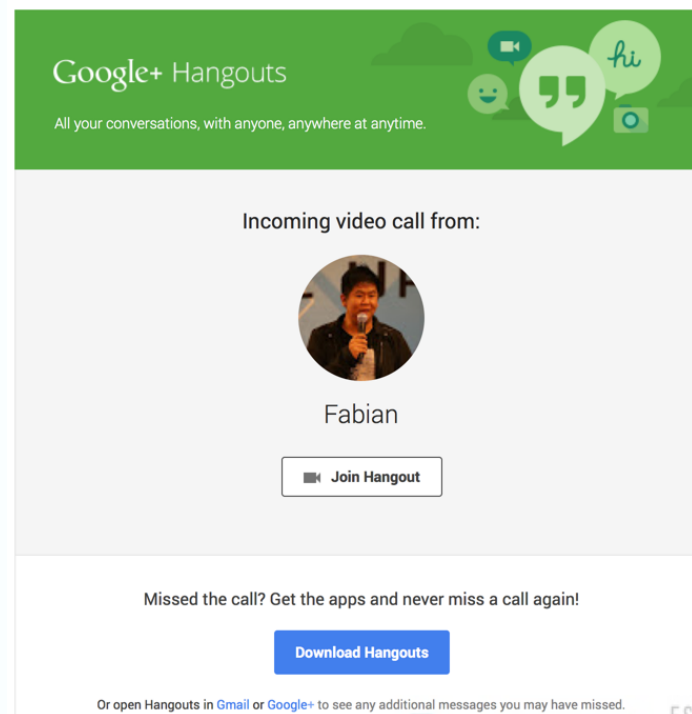 Google+ Hangouts
hi
All your conversations, with anyone, anywhere at anytime.
Incoming video call from:
Fabian
Join Hangout
Missed the call? Get the apps and never miss a call again!
Download Hangouts
Or open Hangouts in Gmail or Google+ to see any additional messages you may have missed.